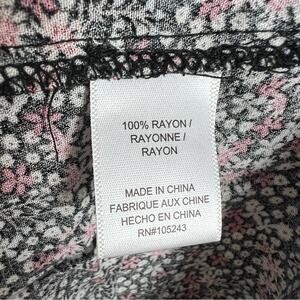 100% RAYON /
RAYONNE /
RAYON
MADE IN CHINA
FABRIQUE AUX CHINE
HECHO EN CHINA
RN#105243